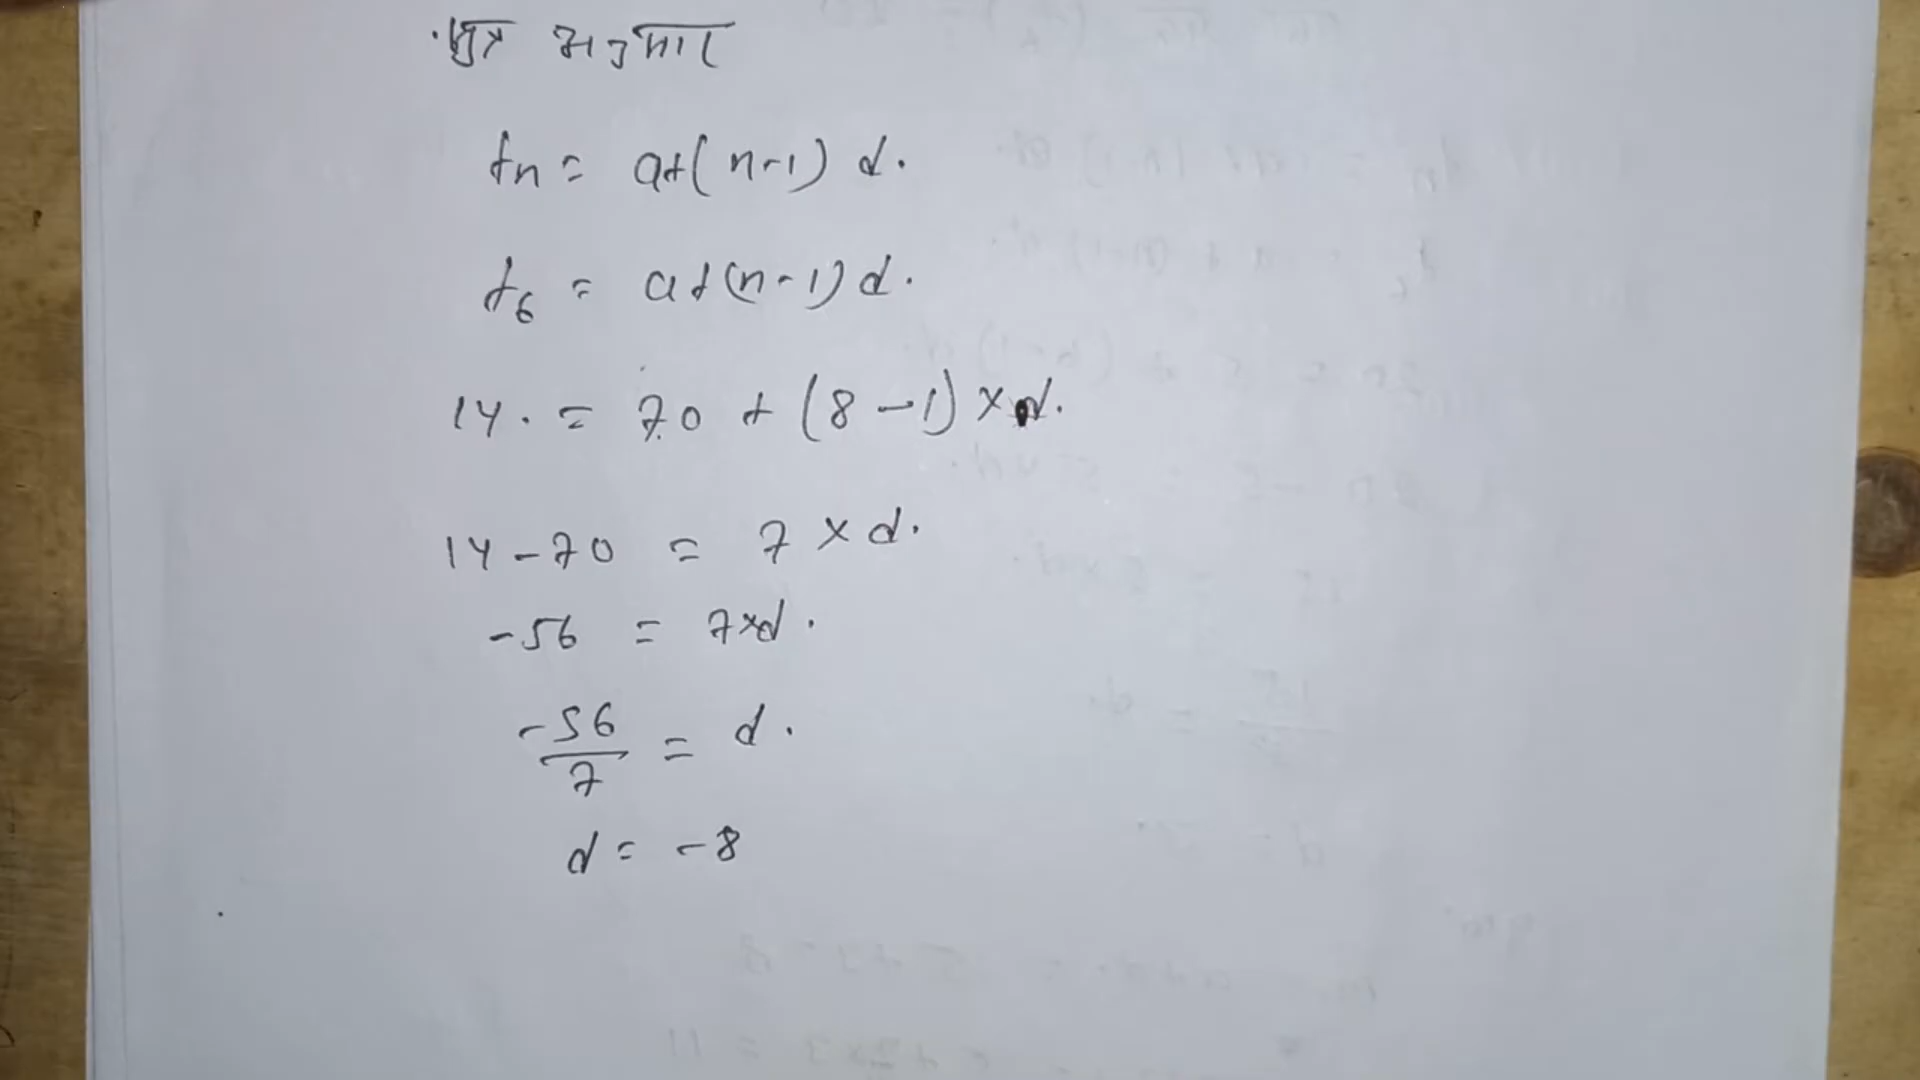 सुत्र अनुसार
tn = a+(n-1) d.
t6 = a+(n-1)d.
14. = 70 + (8-1)×d.
14-70 = 7×d.
-56 = 7×d.
-56/7 = d.
d = -8